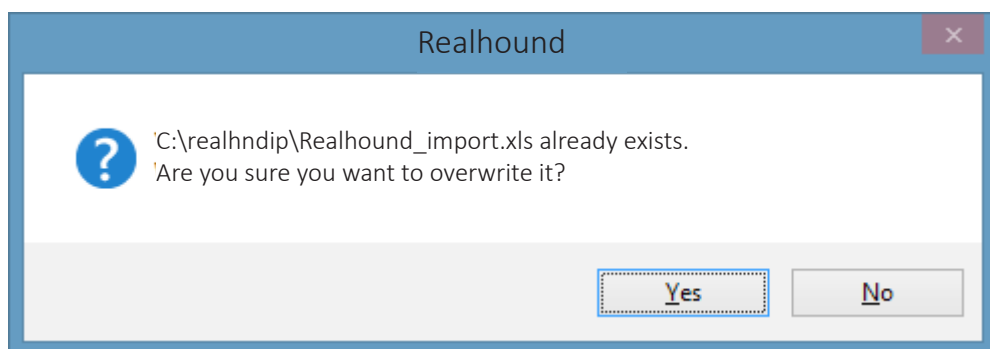 Realhound
C:\realhndip\Realhound_import.xls already exists.
Are you sure you want to overwrite it?
Yes
No